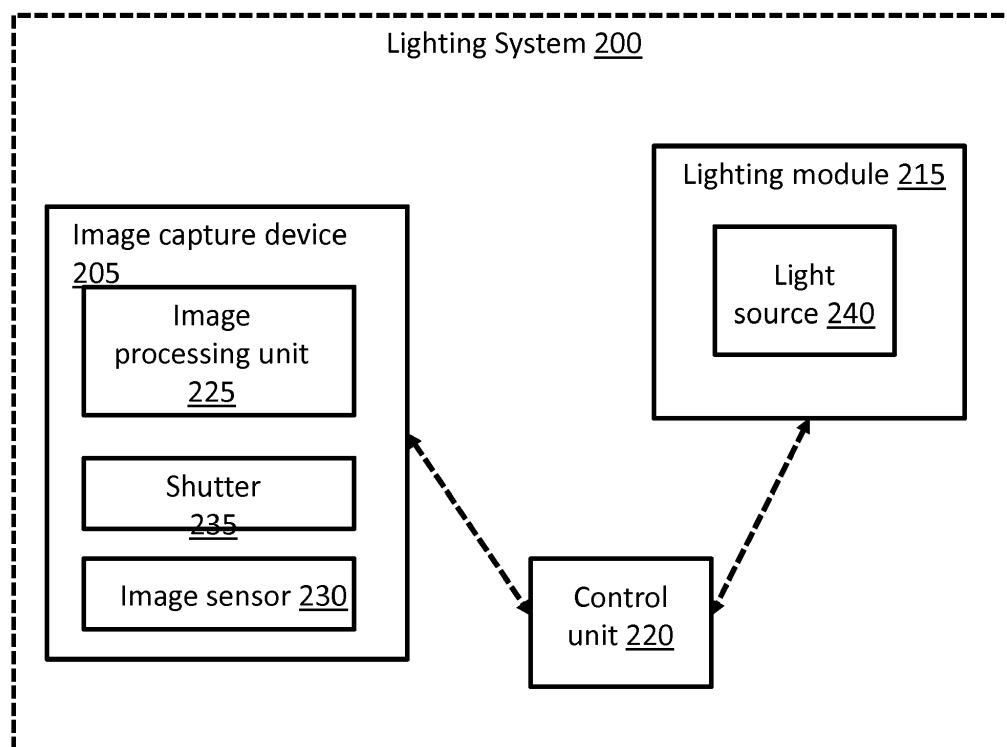 Lighting System 200
Lighting module 215
Light
source 240
Image capture device
205
Image
processing unit
225
Shutter
235
Image sensor 230
Control
unit 220